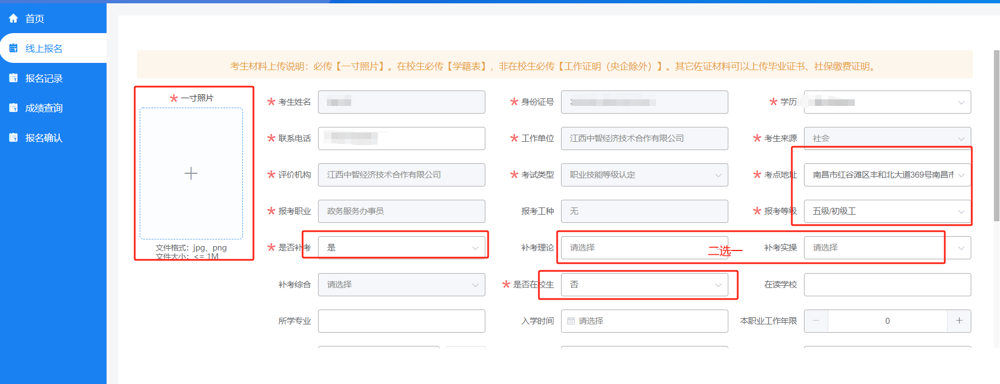 首页
线上报名
报名记录
成绩查询
报名确认
考生材料上传说明：必传【一寸照片】。在校生必传【学籍表】，非在校生必传【工作证明（央企除外）】。其它佐证材料可以上传毕业证书、社保缴费证明。
* 一寸照片
文件格式：jpg、png
文件大小：<= 1M
* 考生姓名
* 身份证号
* 学历
* 联系电话
* 工作单位 江西中智经济技术合作有限公司
* 考生来源 社会
* 评价机构 江西中智经济技术合作有限公司
* 考试类型 职业技能等级认定
* 考点地址 南昌市红谷滩区丰和北大道369号南昌市
* 报考职业 政务服务办事员
报考工种 无
* 报考等级 五级/初级工
* 是否补考 是
补考理论 请选择
二选一
补考实操 请选择
补考综合 请选择
* 是否在校生 否
在读学校
所学专业
入学时间 请选择
本职业工作年限 − 0 +